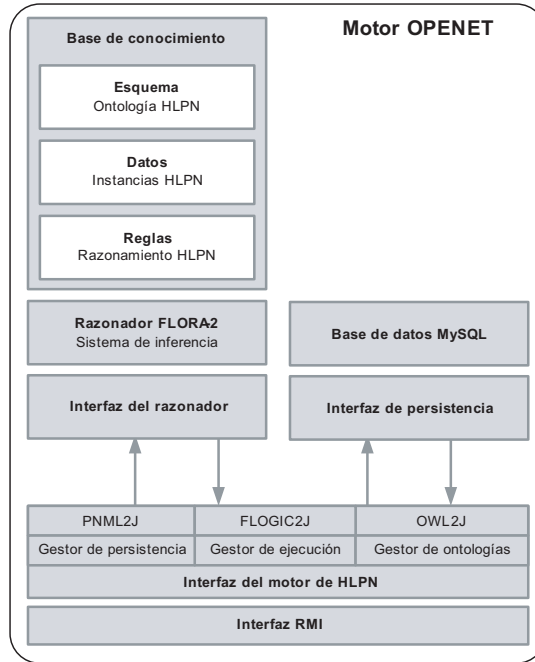 Motor OPENET
Base de conocimiento
Esquema
Ontología HLPN
Datos
Instancias HLPN
Reglas
Razonamiento HLPN
Razonador FLORA-2
Sistema de inferencia
Base de datos MySQL
Interfaz del razonador
Interfaz de persistencia
PNML2J
FLOGIC2J
OWL2J
Gestor de persistencia
Gestor de ejecución
Gestor de ontologías
Interfaz del motor de HLPN
Interfaz RMI